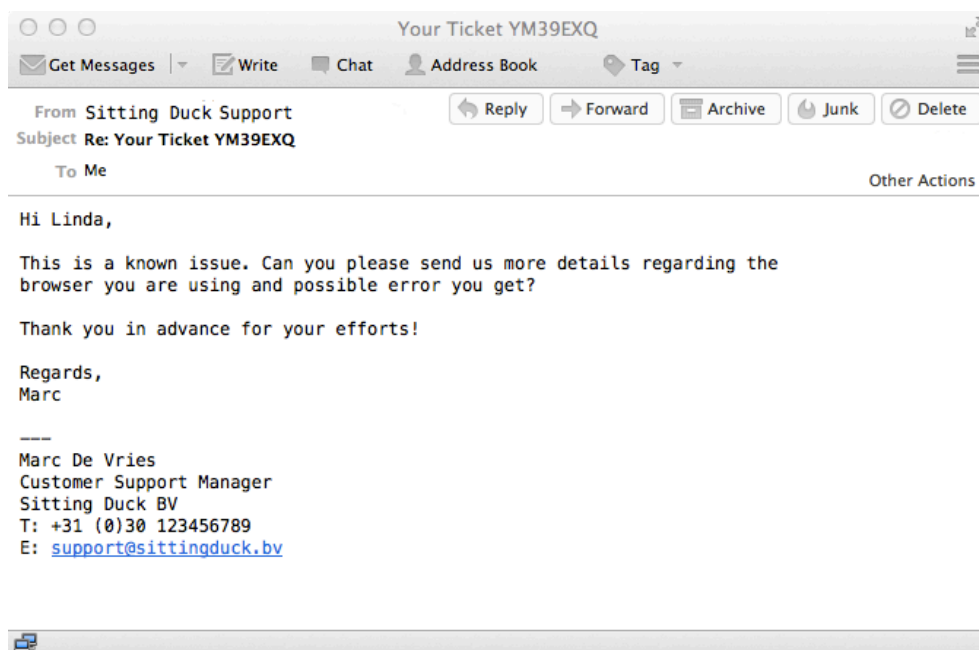 Your Ticket YM39EXQ
Get Messages Write Chat Address Book Tag
From Sitting Duck Support Reply Forward Archive Junk Delete
Subject Re: Your Ticket YM39EXQ
To Me
Other Actions
Hi Linda,
This is a known issue. Can you please send us more details regarding the
browser you are using and possible error you get?
Thank you in advance for your efforts!
Regards,
Marc
---
Marc De Vries
Customer Support Manager
Sitting Duck BV
T: +31 (0)30 123456789
E: support@sittingduck.bv